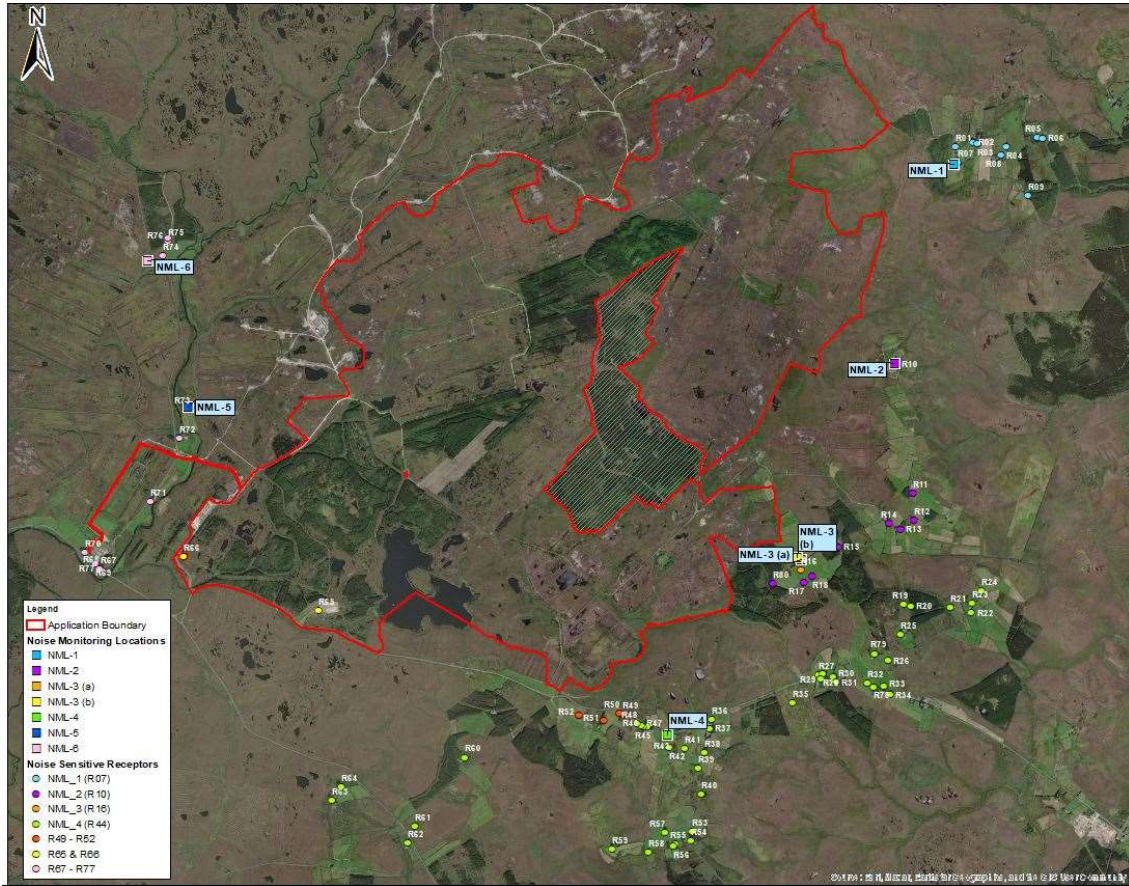 N
R05
R01
R02
R06
R07
R03
R04
R08
NML-1
R09
R76
R75
R74
NML-6
R10
NML-2
R73
NML-5
R72
R71
R11
R14
R12
R13
NML-3
(b)
NML-3 (a)
R15
R16
R66
R67
R69
R80
R17
R18
R24
R19
R20
R21
R23
R22
R25
R79
R26
R27
R30
R29
R31
R32
R33
R78
R34
R35
R52
R51
R50
R49
R48
R47
R45
R36
NML-4
R37
R41
R42
R38
R39
R40
R60
R64
R63
R61
R62
R57
R53
R55
R54
R59
R58
R56
Legend
Application Boundary
Noise Monitoring Locations
NML-1
NML-2
NML-3 (a)
NML-3 (b)
NML-4
NML-5
NML-6
Noise Sensitive Receptors
NML_1 (R07)
NML_2 (R10)
NML_3 (R16)
NML_4 (R44)
R49 - R52
R65 & R66
R67 - R77